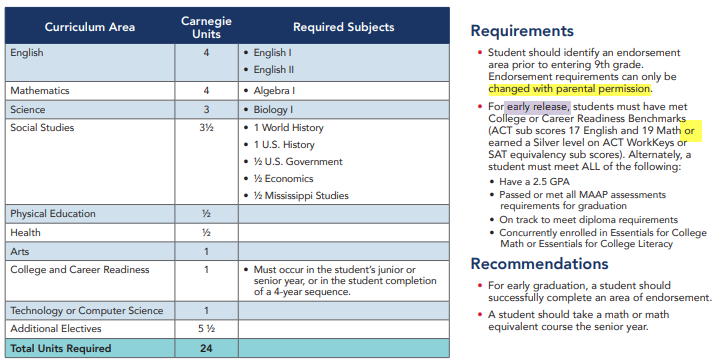 Curriculum Area Carnegie Units Required Subjects
English 4 • English I
• English II
Mathematics 4 • Algebra I
Science 3 • Biology I
Social Studies 3½ • 1 World History
• 1 U.S. History
• ½ U.S. Government
• ½ Economics
• ½ Mississippi Studies
Physical Education ½
Health ½
Arts 1
College and Career Readiness 1 • Must occur in the student's junior or
senior year, or in the student completion
of a 4-year sequence.
Technology or Computer Science 1
Additional Electives 5 ½
Total Units Required 24
Requirements
• Student should identify an endorsement
area prior to entering 9th grade.
Endorsement requirements can only be
changed with parental permission.
• For early release, students must have met
College or Career Readiness Benchmarks
(ACT sub scores 17 English and 19 Math or
earned a Silver level on ACT WorkKeys or
SAT equivalency sub scores). Alternately, a
student must meet ALL of the following:
• Have a 2.5 GPA
• Passed or met all MAAP assessments
requirements for graduation
• On track to meet diploma requirements
• Concurrently enrolled in Essentials for College
Math or Essentials for College Literacy
Recommendations
• For early graduation, a student should
successfully complete an area of endorsement.
• A student should take a math or math
equivalent course the senior year.